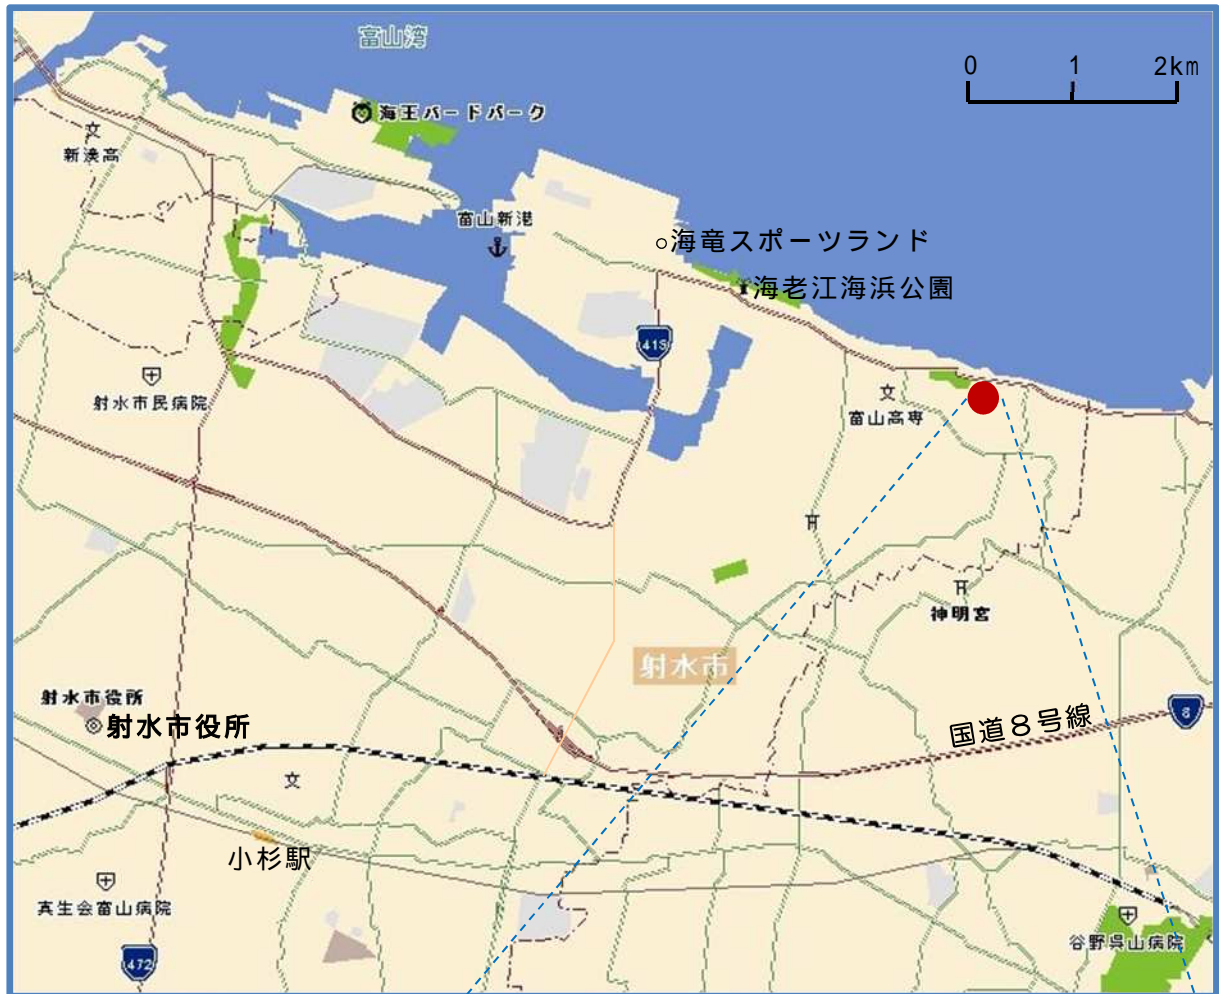 富山湾
0 1 2km
海王バードパーク
文
新湊高
富山新港
海竜スポーツランド
海老江海浜公園
415
射水市民病院
文
富山高専
神明宮
射水市
射水市役所
射水市役所
国道8号線
8
文
小杉駅
真生会富山病院
谷野呉山病院
472